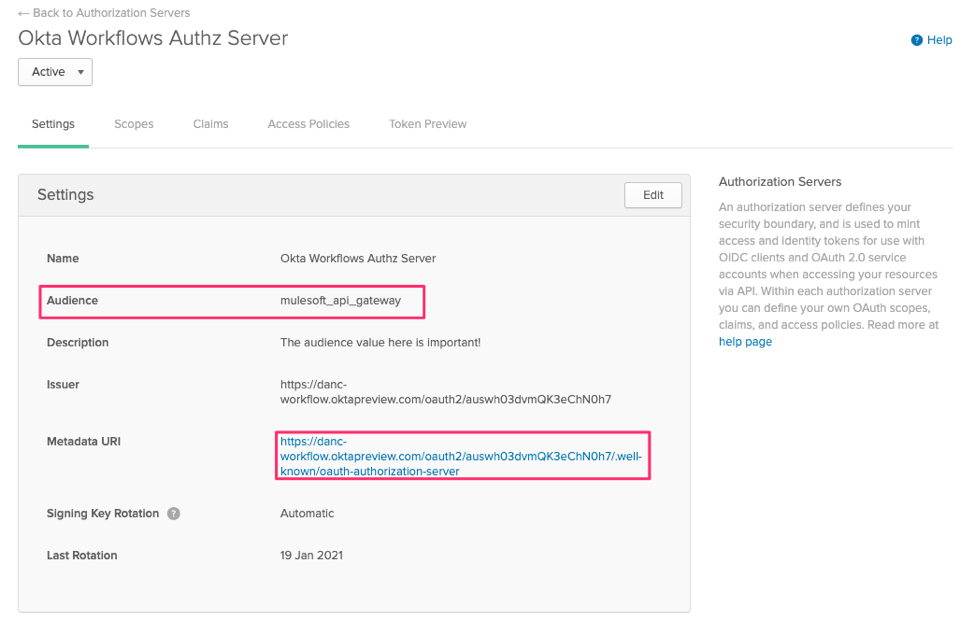 ← Back to Authorization Servers
Okta Workflows Authz Server
Help
Active
Settings Scopes Claims Access Policies Token Preview
Settings
Edit
Name Okta Workflows Authz Server
Audience mulesoft_api_gateway
Description The audience value here is important!
Issuer https://danc-
workflow.oktapreview.com/oauth2/auswh03dvmQK3eChN0h7
Metadata URI https://danc-
workflow.oktapreview.com/oauth2/auswh03dvmQK3eChN0h7/.well-
known/oauth-authorization-server
Signing Key Rotation ? Automatic
Last Rotation 19 Jan 2021
Authorization Servers
An authorization server defines your
security boundary, and is used to mint
access and identity tokens for use with
OIDC clients and OAuth 2.0 service
accounts when accessing your resources
via API. Within each authorization server
you can define your own OAuth scopes,
claims, and access policies. Read more at
help page